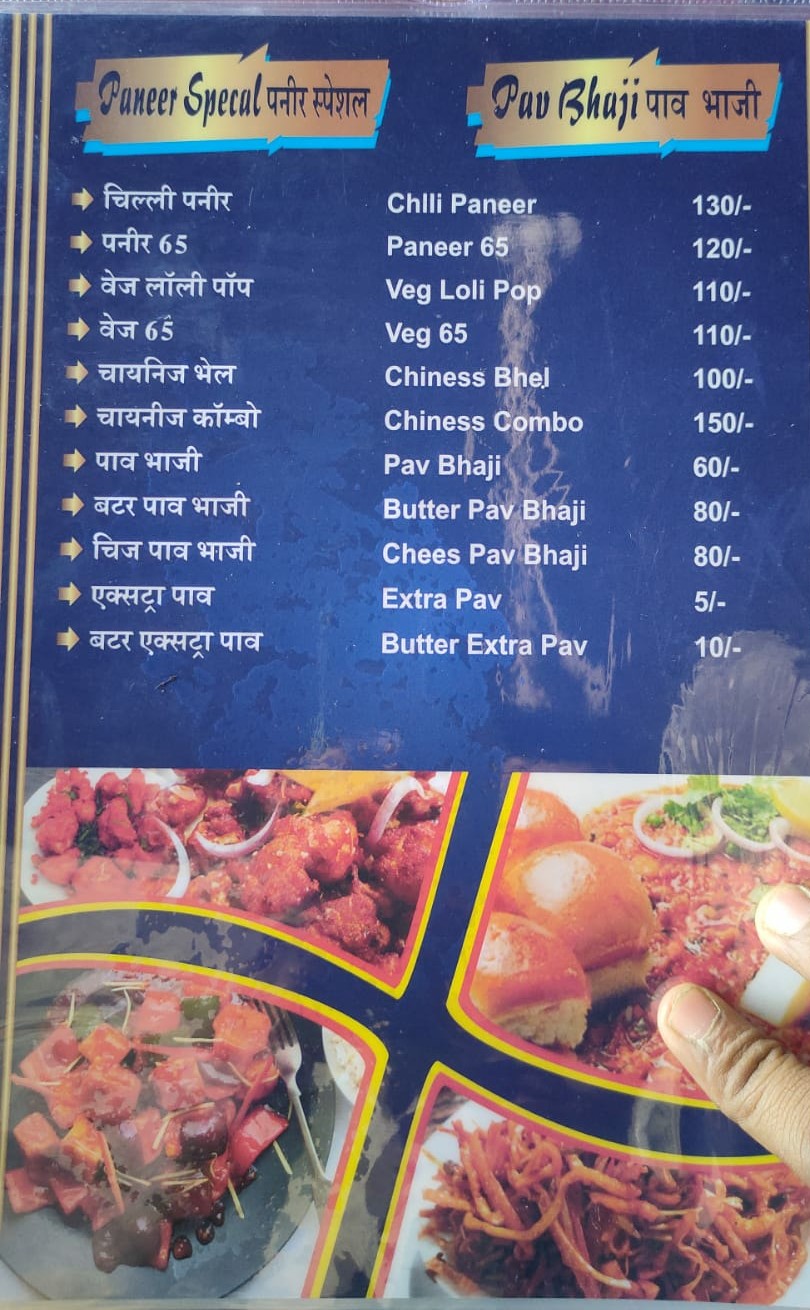 Paneer Specal पनीर स्पेशल Pav Bhaji पाव भाजी
चिल्ली पनीर Chlli Paneer 130/-
पनीर 65 Paneer 65 120/-
वेज लॉली पॉप Veg Loli Pop 110/-
वेज 65 Veg 65 110/-
चायनिज भेल Chiness Bhel 100/-
चायनीज कॉम्बो Chiness Combo 150/-
पाव भाजी Pav Bhaji 60/-
बटर पाव भाजी Butter Pav Bhaji 80/-
चिज पाव भाजी Chees Pav Bhaji 80/-
एक्सट्रा पाव Extra Pav 5/-
बटर एक्सट्रा पाव Butter Extra Pav 10/-